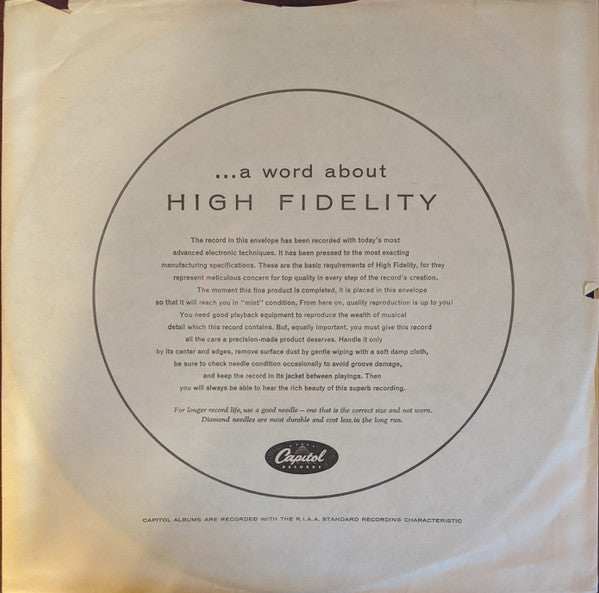 ...a word about
HIGH FIDELITY
The record in this envelope has been recorded with today's most
advanced electronic techniques. It has been pressed to the most exacting
manufacturing specifications. These are the basic requirements of High Fidelity, for they
represent meticulous concern for top quality in every step of the record's creation.
The moment this fine product is completed, it is placed in this envelope
so that it will reach you in "mint" condition. From here on, quality reproduction is up to you!
You need good playback equipment to reproduce the wealth of musical
detail which this record contains. But, equally important, you must give this record
all the care a precision-made product deserves. Handle it only
by its center and edges, remove surface dust by gentle wiping with a soft damp cloth,
be sure to check needle condition occasionally to avoid groove damage,
and keep the record in its jacket between playings. Then
you will always be able to hear the rich beauty of this superb recording.
For longer record life, use a good needle – one that is the correct size and not worn.
Diamond needles are most durable and cost less in the long run.
Capitol
RECORDS
CAPITOL ALBUMS ARE RECORDED WITH THE R.I.A.A. STANDARD RECORDING CHARACTERISTIC